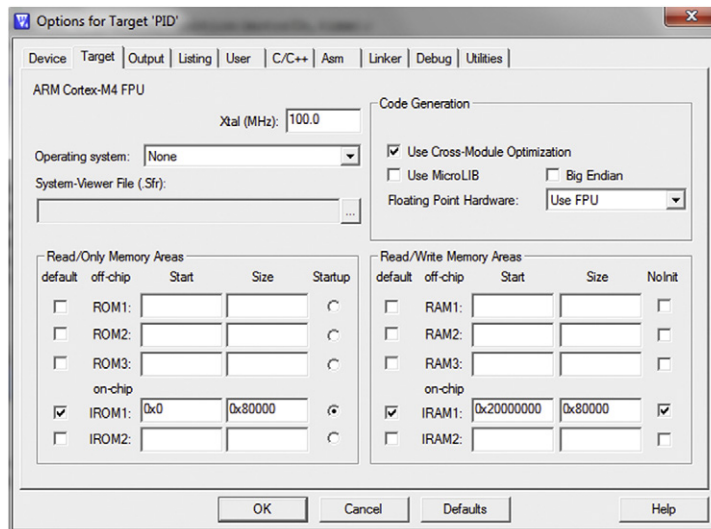 Options for Target 'PID'
Device Target Output Listing User C/C++ Asm Linker Debug Utilities
ARM Cortex-M4 FPU
Xtal (MHz): 100.0
Operating system: None
System-Viewer File (.Sfr):
...
Code Generation
Use Cross-Module Optimization
Use MicroLIB Big Endian
Floating Point Hardware: Use FPU
Read/Only Memory Areas
default off-chip Start Size Startup
ROM1:
ROM2:
ROM3:
on-chip
IROM1: 0x0 0x80000
IROM2:
Read/Write Memory Areas
default off-chip Start Size NoInit
RAM1:
RAM2:
RAM3:
on-chip
IRAM1: 0x20000000 0x80000
IRAM2:
OK Cancel Defaults Help